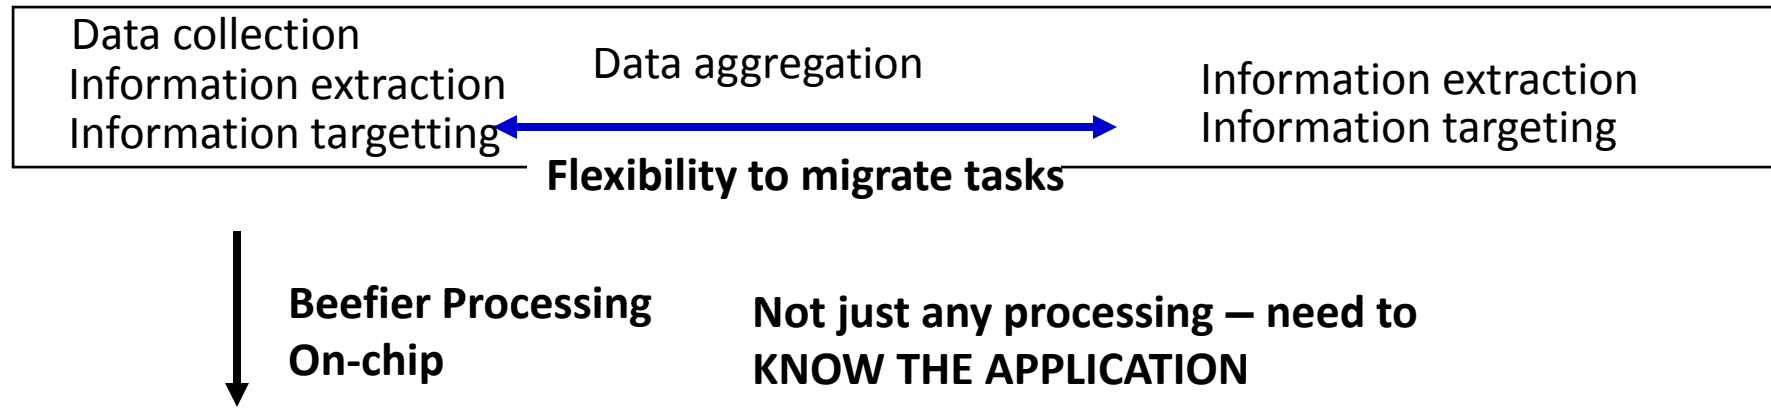 Data collection
Information extraction
Information targetting
Data aggregation
Information extraction
Information targeting
Flexibility to migrate tasks
Beefier Processing
On-chip
Not just any processing – need to
KNOW THE APPLICATION